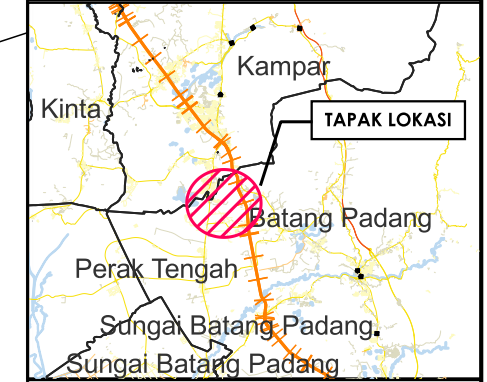 Kampar
Kinta
TAPAK LOKASI
Batang Padang
Perak Tengah
Sungai Batang Padang
Sungai Batang Padang